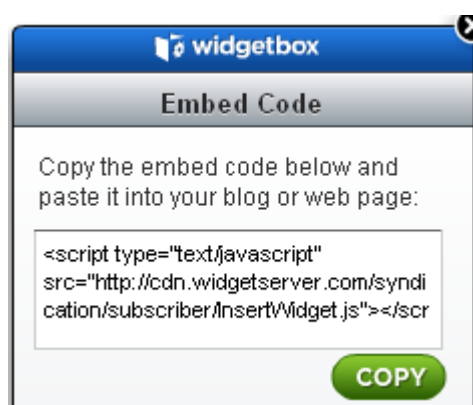 widgetbox
Embed Code
Copy the embed code below and
paste it into your blog or web page:
<script type="text/javascript"
src="http://cdn.widgetserver.com/syndi
cation/subscriber/InsertWidget.js"></scr
COPY